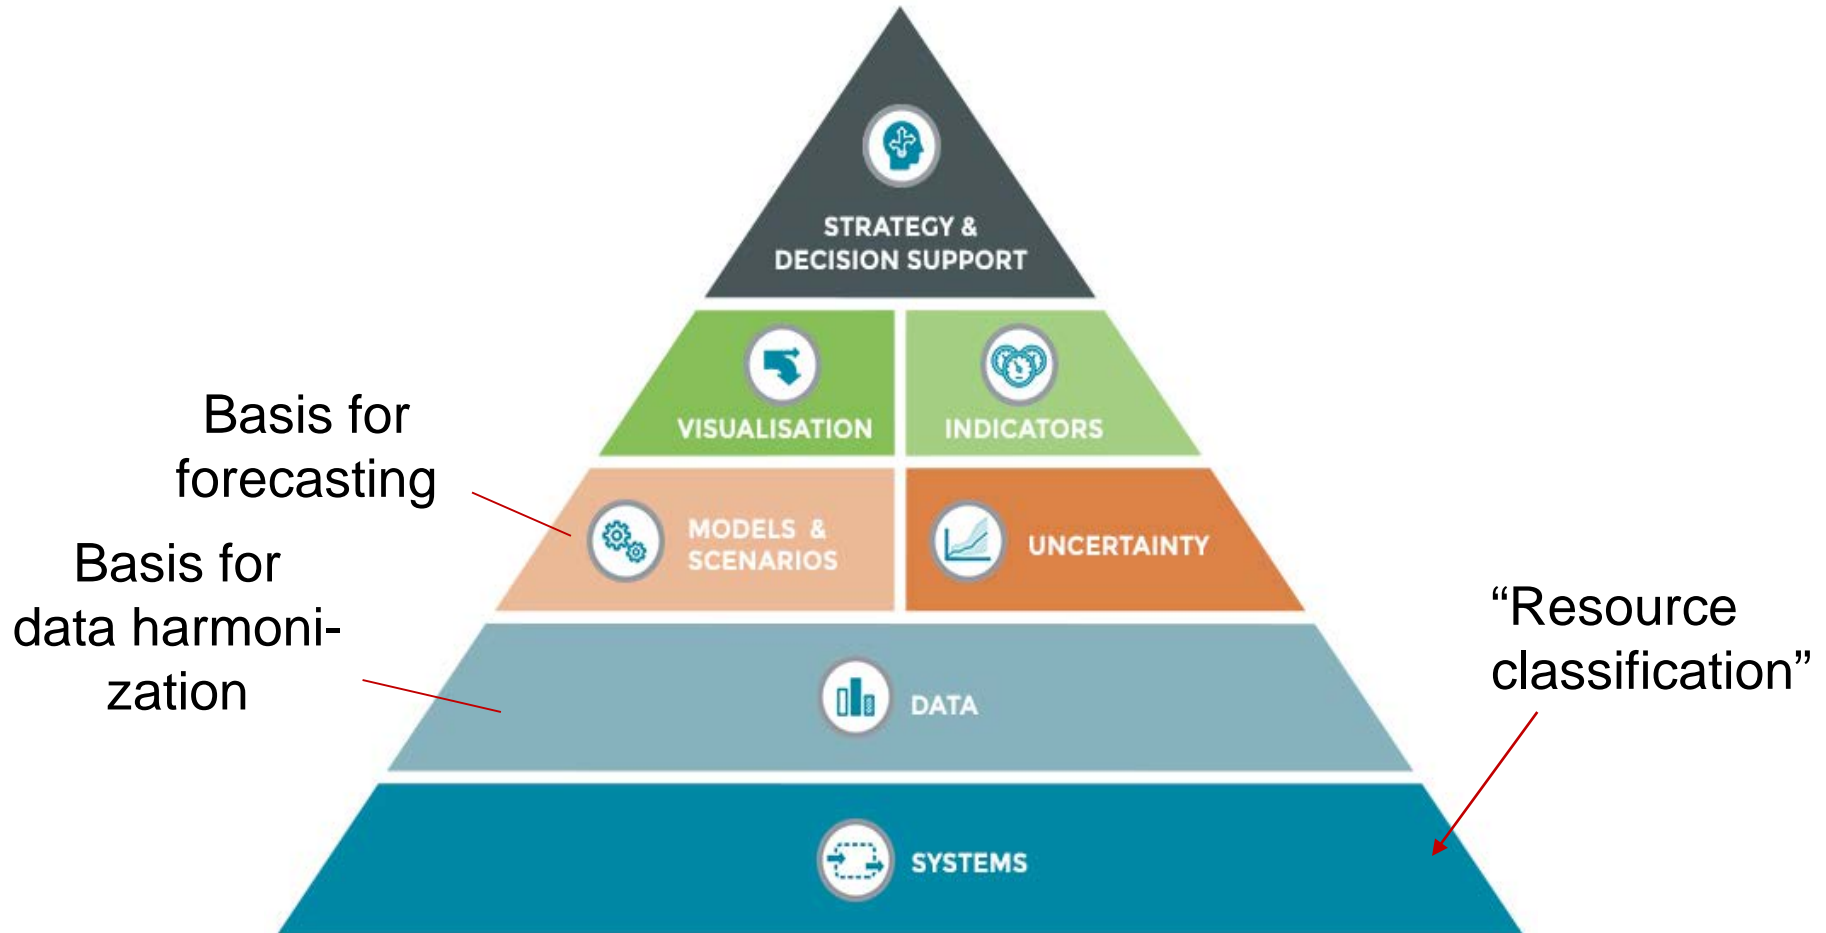 STRATEGY &
DECISION SUPPORT
VISUALISATION
INDICATORS
Basis for
forecasting
MODELS &
SCENARIOS
UNCERTAINTY
Basis for
data harmoni-
zation
“Resource
classification”
DATA
SYSTEMS